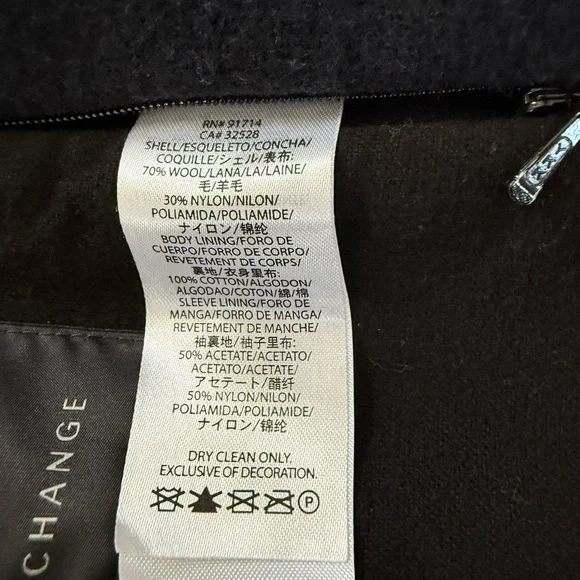 RN# 91714
CA# 32528
SHELL/ESQUELETO/CONCHA/
COQUILLE/シェル/表布:
70% WOOL/LANA/LA/LAINE/
毛/羊毛
30% NYLON/NILON/
POLIAMIDA/POLIAMIDE/
ナイロン/锦纶
BODY LINING/FORO DE
CUERPO/FORRO DE CORPO/
REVETEMENT DE CORPS/
裏地/衣身里布:
100% COTTON/ALGODON/
ALGODAO/COTON/綿/棉
SLEEVE LINING/FORO DE
MANGA/FORRO DE MANGA/
REVETEMENT DE MANCHE/
袖裏地/袖子里布:
50% ACETATE/ACETATO/
ACETATO/ACETATE/
アセテート/醋纤
50% NYLON/NILON/
POLIAMIDA/POLIAMIDE/
ナイロン/锦纶
DRY CLEAN ONLY.
EXCLUSIVE OF DECORATION.
P
CHANGE
YKK